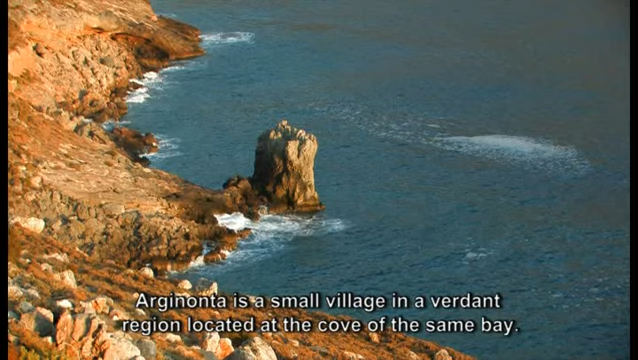 Arginonta is a small village in a verdant
region located at the cove of the same bay.